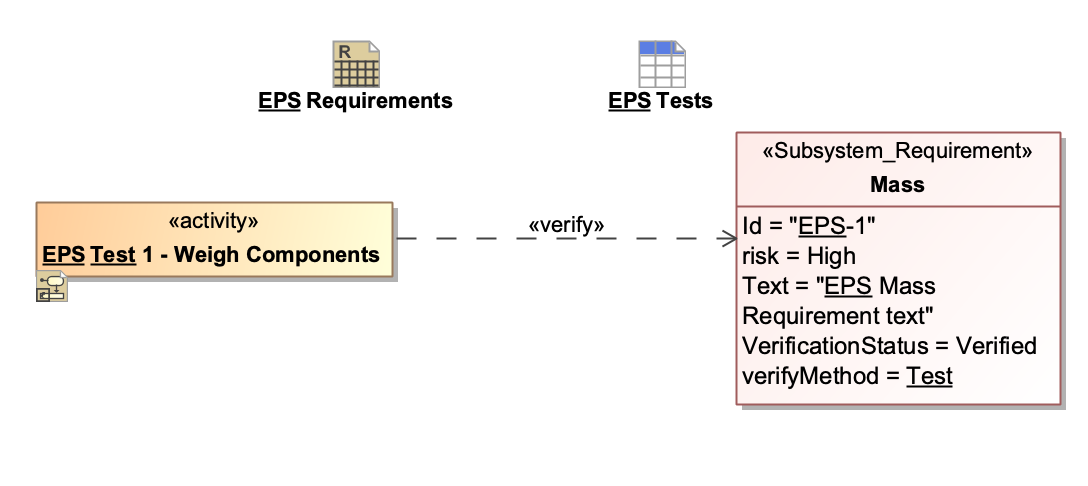 R
EPS Requirements
EPS Tests
«Subsystem_Requirement»
Mass
«activity»
EPS Test 1 - Weigh Components
«verify»
Id = "EPS-1"
risk = High
Text = "EPS Mass
Requirement text"
VerificationStatus = Verified
verifyMethod = Test